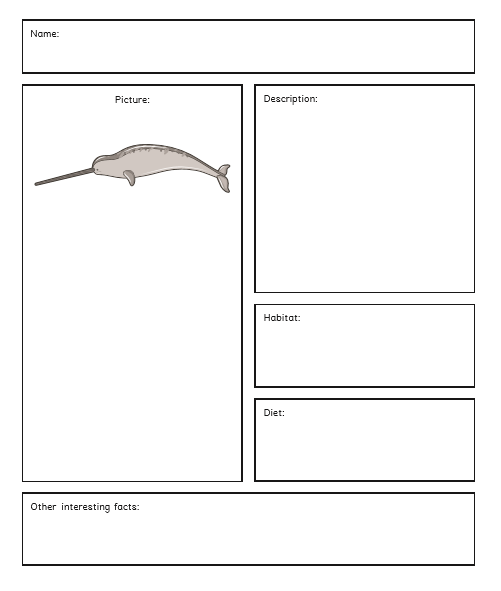 Name:
Picture:
Description:
Habitat:
Diet:
Other interesting facts: